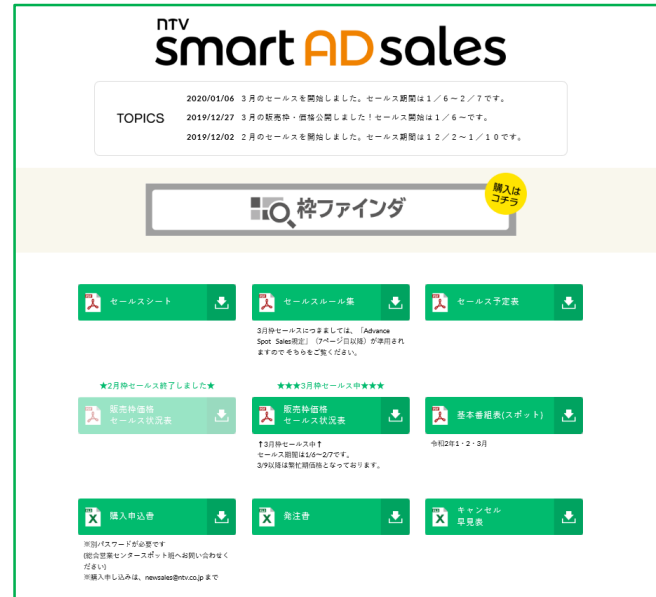 ntv
smart AD sales
TOPICS
2020/01/06 3月のセールスを開始しました。セールス期間は1/6~2/7です。
2019/12/27 3月の販売枠・価格公開しました!セールス開始は1/6~です。
2019/12/02 2月のセールスを開始しました。セールス期間は12/2~1/10です。
枠ファインダ
購入は
コチラ
セールスシート
セールスルール集
セールス予定表
3月枠セールスにつきましては、「Advance
Spot Sales規定」(7ページ目以降)が準用され
ますのでそちらをご覧ください。
★2月枠セールス終了しました★
★★★3月枠セールス中★★★
販売枠価格
セールス状況表
販売枠価格
セールス状況表
基本番組表(スポット)
↑3月枠セールス中↑
セールス期間は1/6~2/7です。
3/9以降は繁忙期価格となっております。
令和2年1・2・3月
購入申込書
発注書
キャンセル
早見表
※別パスワードが必要です
(総合営業センタースポット班へお問い合わせく
ださい)
※購入申し込みは、newsales@ntv.co.jp まで